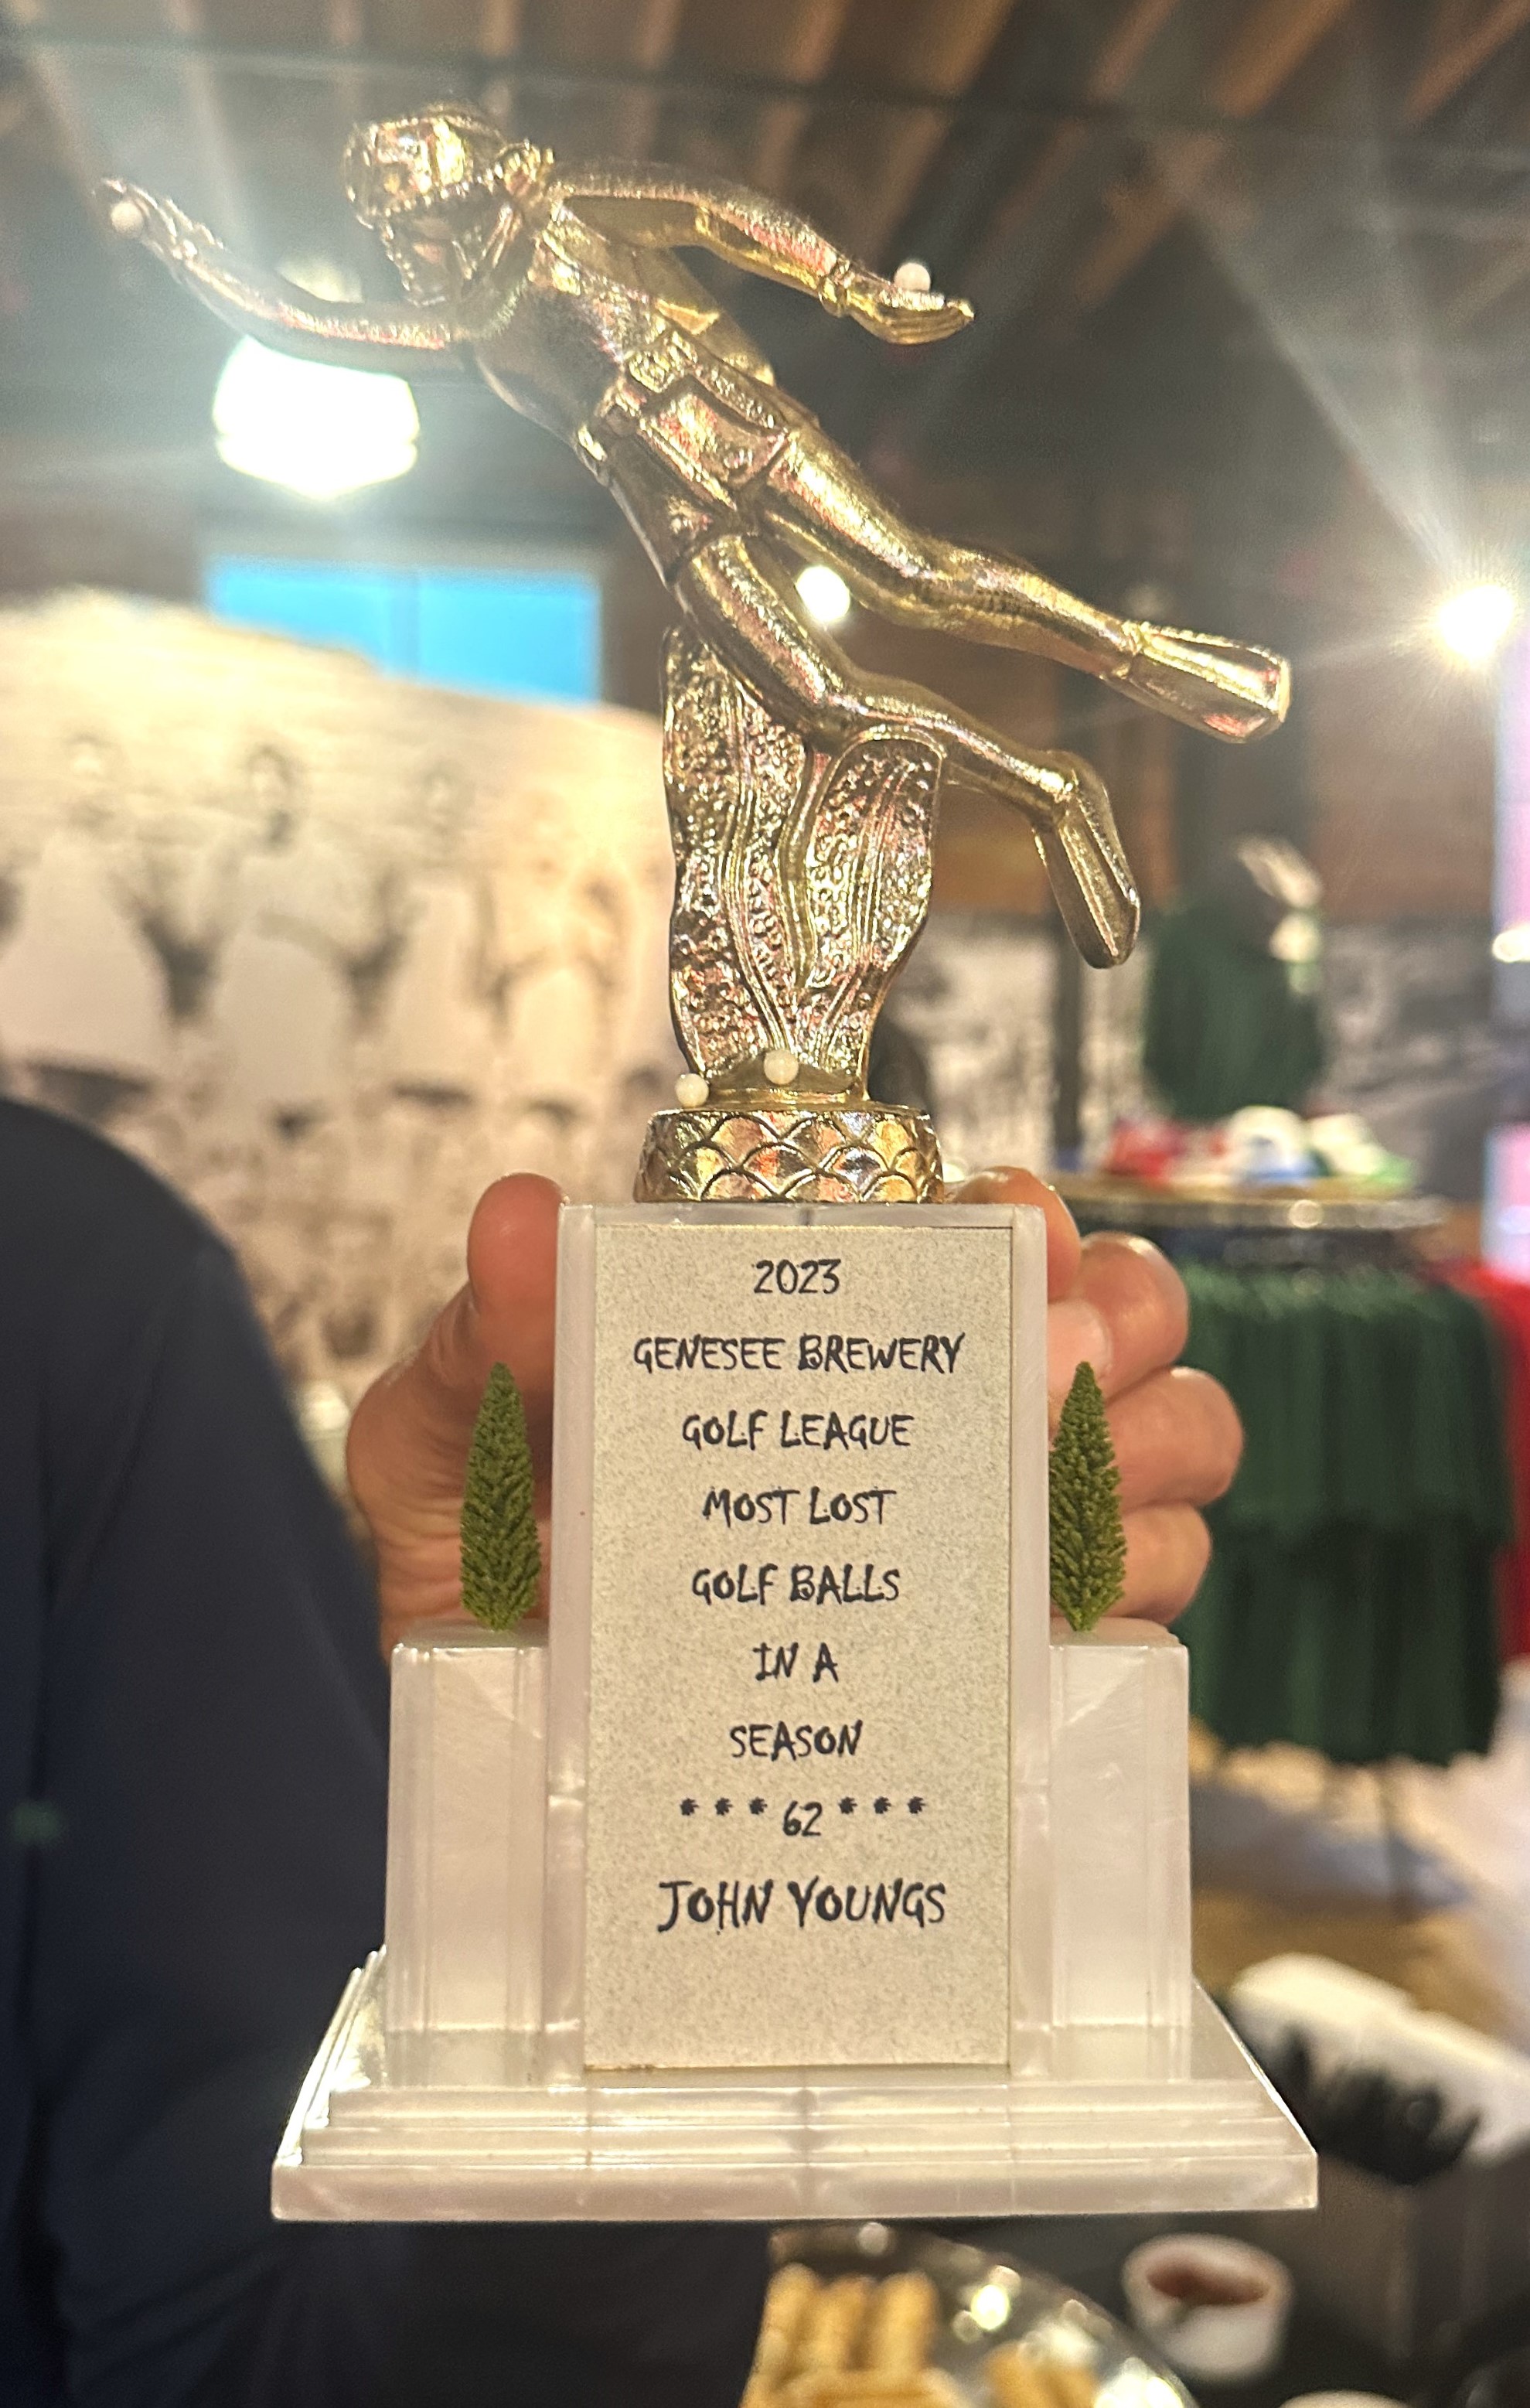 2023
GENESEE BREWERY
GOLF LEAGUE
MOST LOST
GOLF BALLS
IN A
SEASON
* * * 62 * * *
JOHN YOUNGS